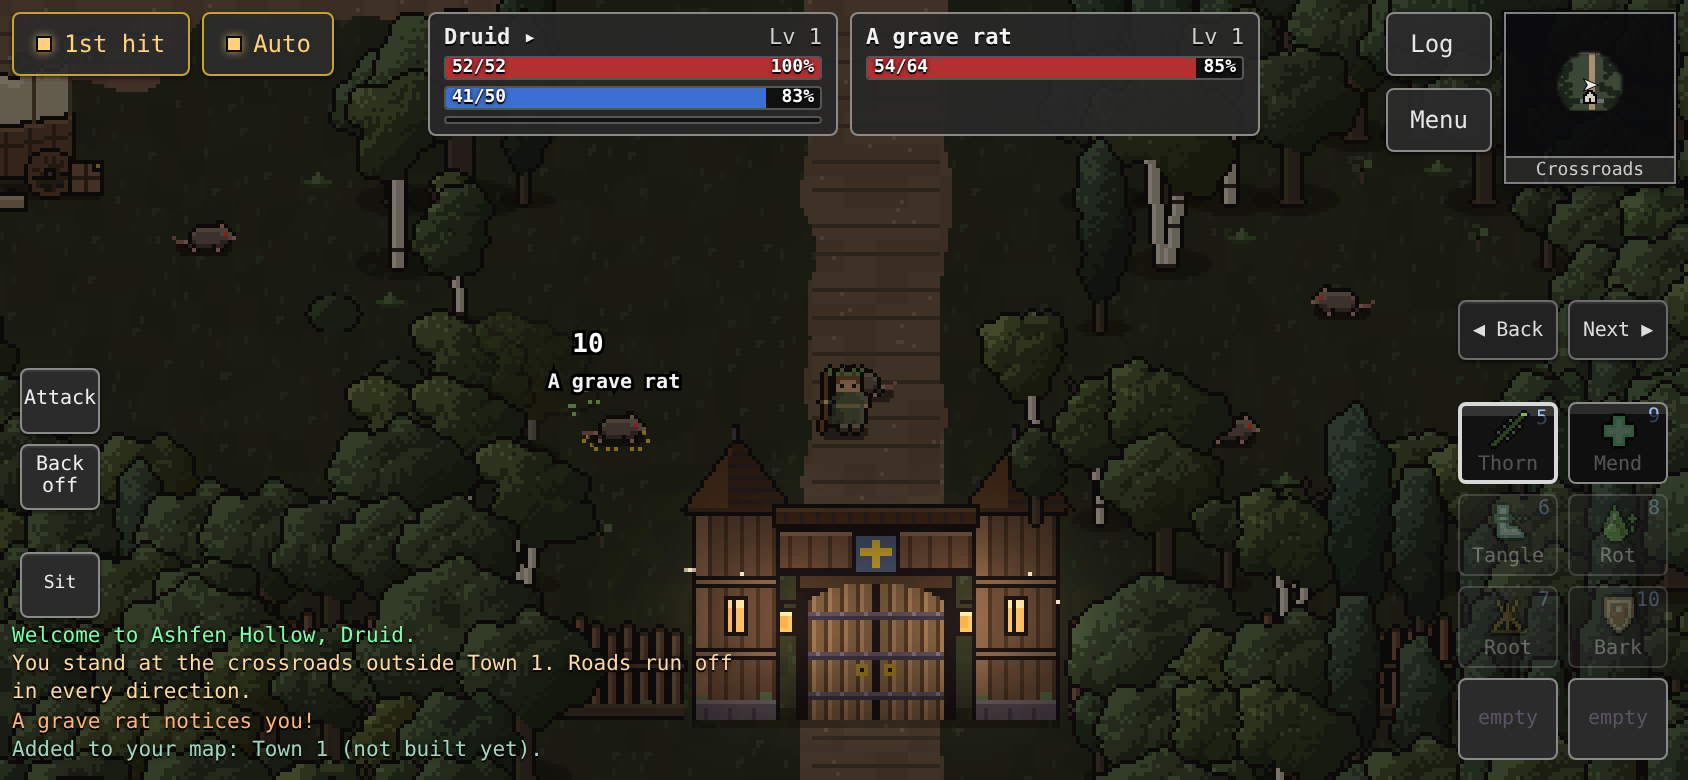 1st hit
Auto
Druid ▸ Lv 1
52/52 100%
41/50 83%
A grave rat Lv 1
54/64 85%
Log
Menu
Crossroads
◀ Back
Next ▶
10
A grave rat
Attack
Back
off
Sit
5
Thorn
9
Mend
6
Tangle
8
Rot
7
Root
10
Bark
empty
empty
Welcome to Ashfen Hollow, Druid.
You stand at the crossroads outside Town 1. Roads run off
in every direction.
A grave rat notices you!
Added to your map: Town 1 (not built yet).